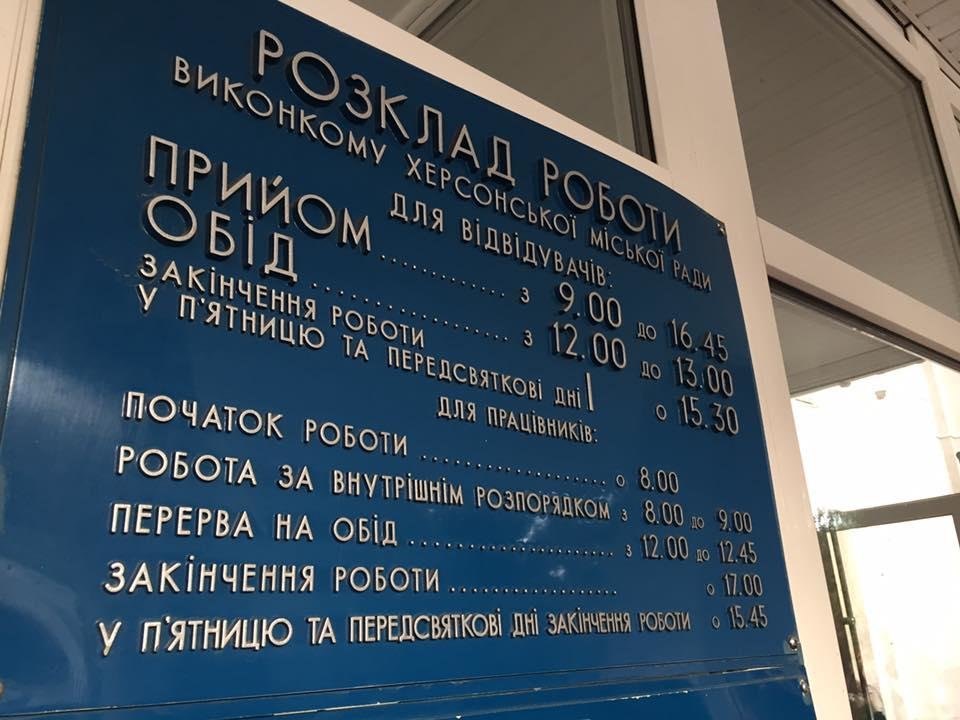 РОЗКЛАД РОБОТИ
ВИКОНКОМУ ХЕРСОНСЬКОЇ МІСЬКОЇ РАДИ
ДЛЯ ВІДВІДУВАЧІВ:
ПРИЙОМ .............. з 9.00 до 16.45
ОБІД .................... з 12.00 до 13.00
ЗАКІНЧЕННЯ РОБОТИ
У П'ЯТНИЦЮ ТА ПЕРЕДСВЯТКОВІ ДНІ о 15.30
ДЛЯ ПРАЦІВНИКІВ:
ПОЧАТОК РОБОТИ .................... о 8.00
РОБОТА ЗА ВНУТРІШНІМ РОЗПОРЯДКОМ з 8.00 до 9.00
ПЕРЕРВА НА ОБІД ...................... з 12.00 до 12.45
ЗАКІНЧЕННЯ РОБОТИ .................. о 17.00
У П'ЯТНИЦЮ ТА ПЕРЕДСВЯТКОВІ ДНІ ЗАКІНЧЕННЯ РОБОТИ о 15.45